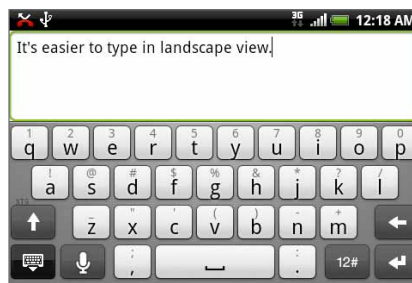 3G 12:18 AM
It's easier to type in landscape view.
1 2 3 4 5 6 7 8 9 0
q w e r t y u i o p
! @ # $ % & * ? /
a s d f g h j k l
_ " ' ( ) - +
z x c v b n m
; :
, . 12#